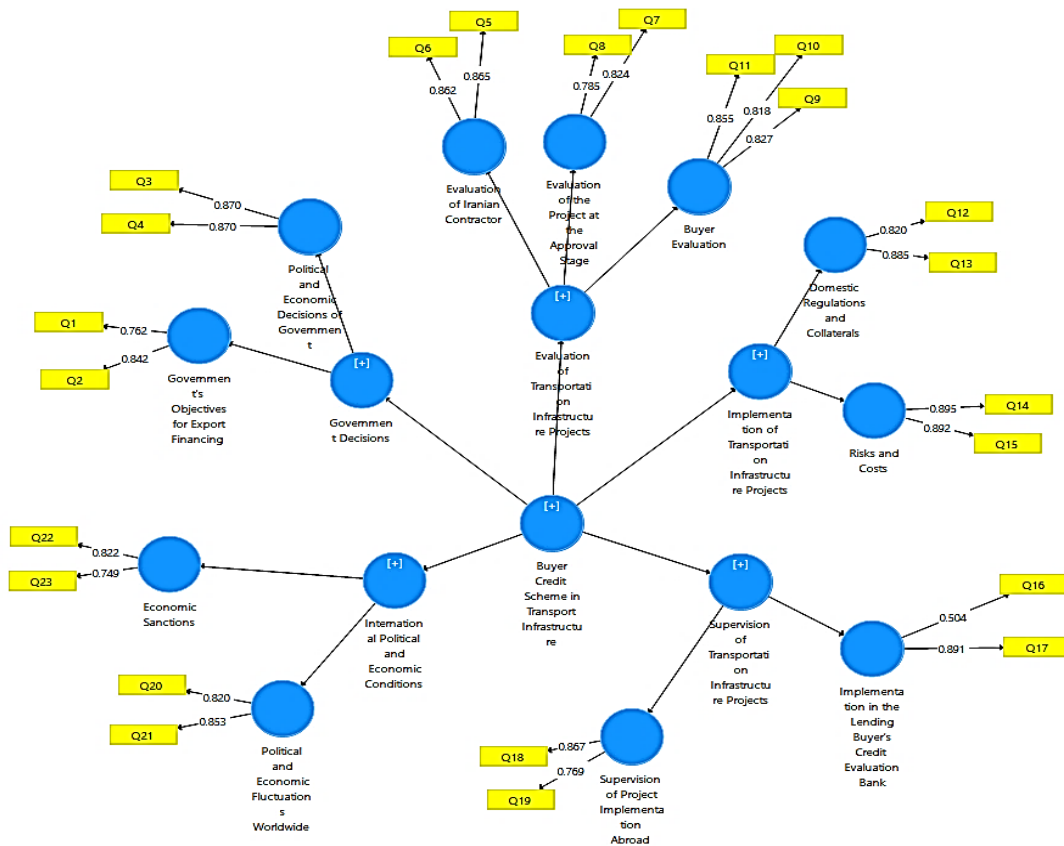 Q5
Q6
0.865
0.862
Evaluation
of Iranian
Contractor
Q7
Q8
0.824
0.785
Evaluation
of the
Project at
the
Approval
Stage
Q10
Q11
Q9
0.855
0.818
0.827
Buyer
Evaluation
Q3
Q4
0.870
0.870
Political
and
Economic
Decisions of
Governmen
t
Q1
Q2
0.762
0.842
Governmen
t's
Objectives
for Export
Financing
[+]
Governmen
t Decisions
[+]
Evaluation
of
Transportati
on
Infrastructu
re Projects
Q12
Q13
0.820
0.885
Domestic
Regulations
and
Collaterals
[+]
Implementa
tion of
Transportati
on
Infrastructu
re Projects
Q14
Q15
0.895
0.892
Risks and
Costs
[+]
Buyer
Credit
Scheme in
Transport
Infrastructu
re
Q22
Q23
0.822
0.749
Economic
Sanctions
[+]
Internation
al Political
and
Economic
Conditions
Q20
Q21
0.820
0.853
Political
and
Economic
Fluctuation
s
Worldwide
[+]
Supervision
of
Transportati
on
Infrastructu
re Projects
Q16
Q17
0.504
0.891
Implementa
tion in the
Lending
Buyer's
Credit
Evaluation
Bank
Q18
Q19
0.867
0.769
Supervision
of Project
Implementa
tion
Abroad